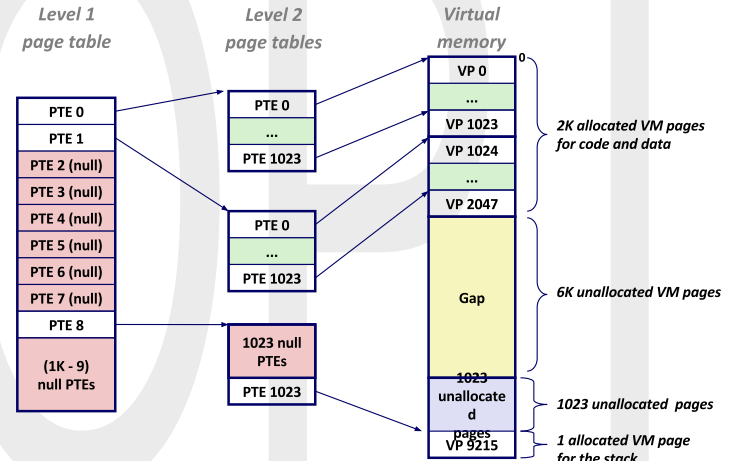 Level 1
page table
Level 2
page tables
Virtual
memory
PTE 0
PTE 1
PTE 2 (null)
PTE 3 (null)
PTE 4 (null)
PTE 5 (null)
PTE 6 (null)
PTE 7 (null)
PTE 8
(1K - 9)
null PTEs
PTE 0
...
PTE 1023
PTE 0
...
PTE 1023
1023 null
PTEs
PTE 1023
0
VP 0
...
VP 1023
VP 1024
...
VP 2047
Gap
1023
unallocate
d
pages
VP 9215
2K allocated VM pages
for code and data
6K unallocated VM pages
1023 unallocated pages
1 allocated VM page
for the stack